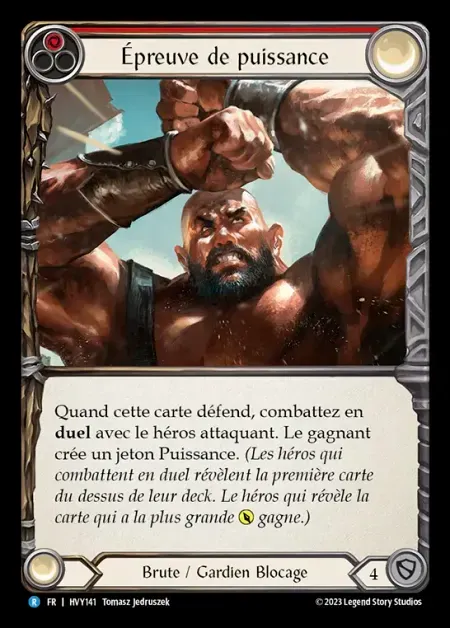 Épreuve de puissance
Quand cette carte défend, combattez en
duel avec le héros attaquant. Le gagnant
crée un jeton Puissance. (Les héros qui
combattent en duel révèlent la première carte
du dessus de leur deck. Le héros qui révèle la
carte qui a la plus grande gagne.)
Brute / Gardien Blocage
4
R FR | HVY141 Tomasz Jedruszek
© 2023 Legend Story Studios